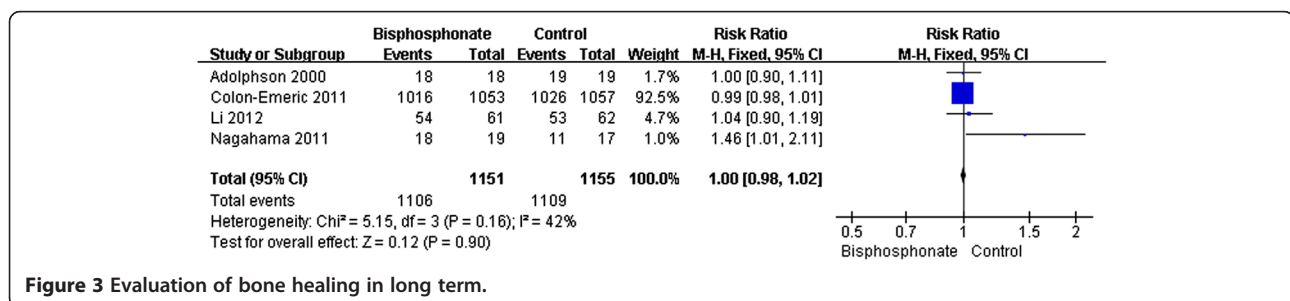 Bisphosphonate Control Risk Ratio Risk Ratio
Study or Subgroup Events Total Events Total Weight M-H, Fixed, 95% CI M-H, Fixed, 95% CI
Adolphson 2000 18 18 19 19 1.7% 1.00 [0.90, 1.11]
Colon-Emeric 2011 1016 1053 1026 1057 92.5% 0.99 [0.98, 1.01]
Li 2012 54 61 53 62 4.7% 1.04 [0.90, 1.19]
Nagahama 2011 18 19 11 17 1.0% 1.46 [1.01, 2.11]
Total (95% CI) 1151 1155 100.0% 1.00 [0.98, 1.02]
Total events 1106 1109
Heterogeneity: Chi² = 5.15, df = 3 (P = 0.16); I² = 42%
Test for overall effect: Z = 0.12 (P = 0.90)
0.5 0.7 1 1.5 2
Bisphosphonate Control
Figure 3 Evaluation of bone healing in long term.